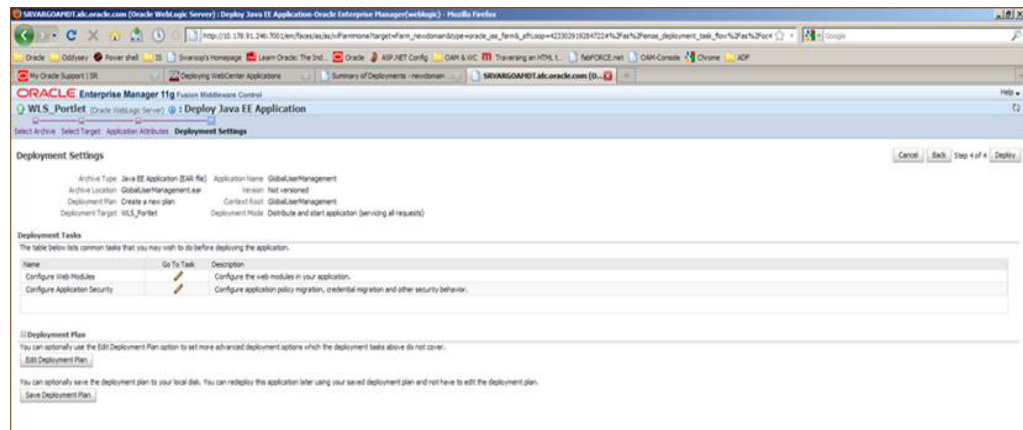 SRVARGOAMDT.idc.oracle.com (Oracle WebLogic Server) : Deploy Java EE Application-Oracle Enterprise Manager(weblogic) - Mozilla Firefox
Google
Oracle Oddysey Power shell IS Sivaroop's Homepage Learn Oracle: The Ind... Oracle ASP.NET Config OAM & WC Traversing an HTML t... fabFORCE.net OAM-Console Chrome ADF
My Oracle Support | SR Deploying WebCenter Applications Summary of Deployments - newdomain ... SRVARGOAMDT.idc.oracle.com (O...
ORACLE Enterprise Manager 11g Fusion Middleware Control Help
WLS_Portlet (Oracle WebLogic Server) : Deploy Java EE Application
Select Archive Select Target Application Attributes Deployment Settings
Deployment Settings Cancel Back Step 4 of 4 Deploy
Archive Type Java EE Application (EAR file) Application Name GlobalUserManagement
Archive Location GlobalUserManagement.ear Version Not versioned
Deployment Plan Create a new plan Context Root GlobalUserManagement
Deployment Target WLS_Portlet Deployment Mode Distribute and start application (servicing all requests)
Deployment Tasks
The table below lists common tasks that you may wish to do before deploying the application.
Name Go To Task Description
Configure Web Modules Configure the web modules in your application.
Configure Application Security Configure application policy migration, credential migration and other security behavior.
Deployment Plan
You can optionally use the Edit Deployment Plan option to set more advanced deployment options which the deployment tasks above do not cover.
Edit Deployment Plan
You can optionally save the deployment plan to your local disk. You can redeploy this application later using your saved deployment plan and not have to edit the deployment plan.
Save Deployment Plan